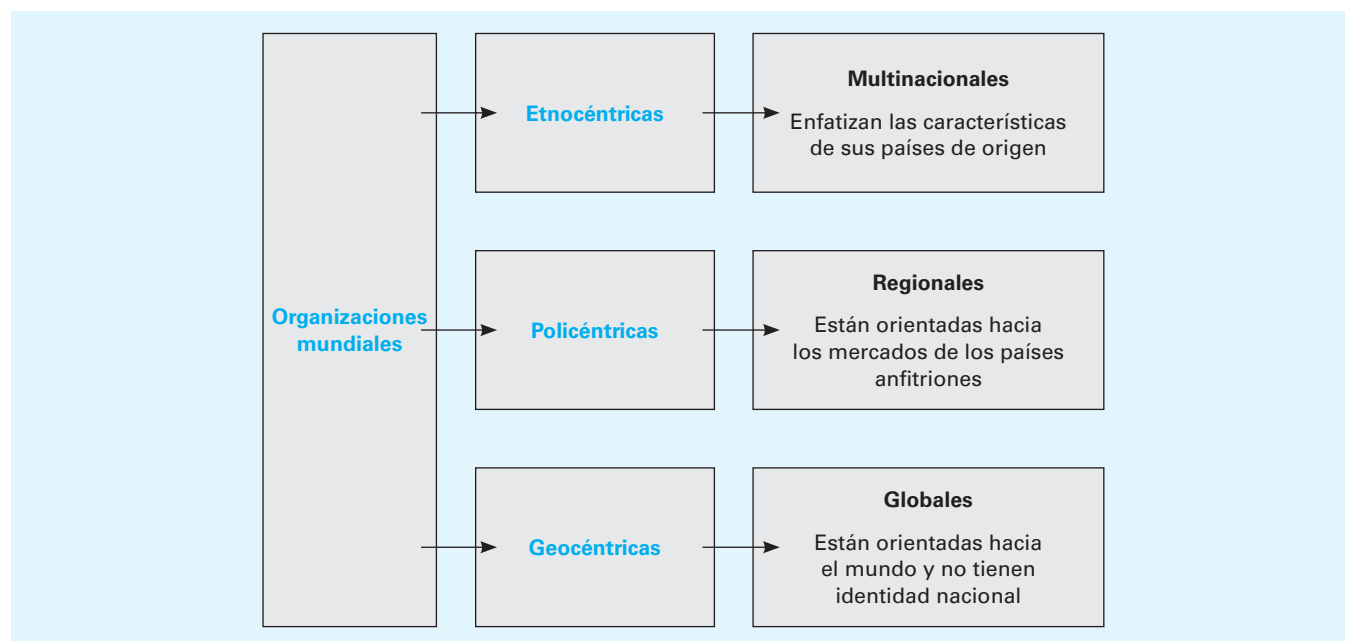 Organizaciones
mundiales
Etnocéntricas
Multinacionales
Enfatizan las características
de sus países de origen
Policéntricas
Regionales
Están orientadas hacia
los mercados de los países
anfitriones
Geocéntricas
Globales
Están orientadas hacia
el mundo y no tienen
identidad nacional